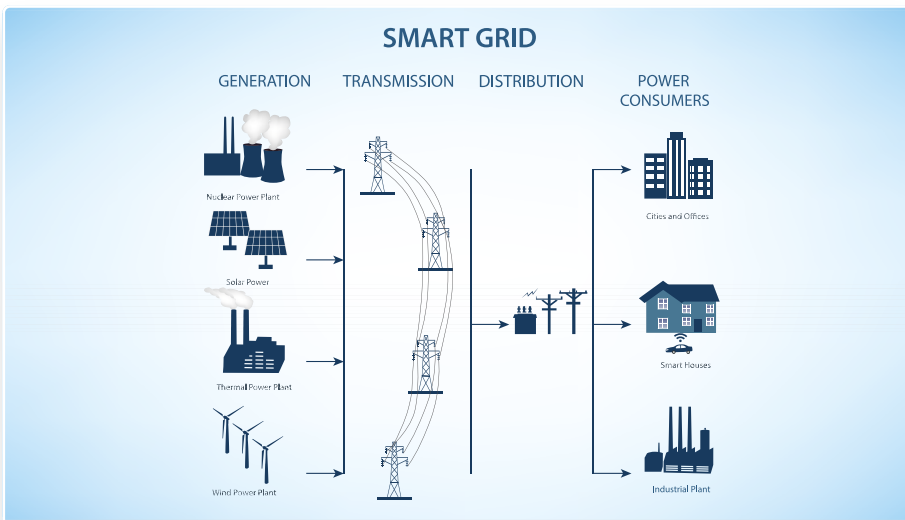 SMART GRID
GENERATION
TRANSMISSION
DISTRIBUTION
POWER
CONSUMERS
Nuclear Power Plant
Solar Power
Thermal Power Plant
Wind Power Plant
Cities and Offices
Smart Houses
Industrial Plant